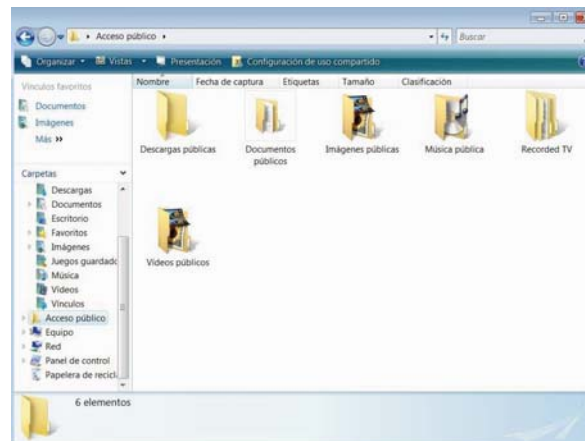 Acceso público
Buscar
Organizar
Vistas
Presentación
Configuración de uso compartido
Vínculos favoritos
Documentos
Imágenes
Más
Nombre
Fecha de captura
Etiquetas
Tamaño
Clasificación
Descargas públicas
Documentos
públicos
Imágenes públicas
Música pública
Recorded TV
Vídeos públicos
Carpetas
Descargas
Documentos
Escritorio
Favoritos
Imágenes
Juegos guardado
Música
Vídeos
Vínculos
Acceso público
Equipo
Red
Panel de control
Papelera de recicl
6 elementos